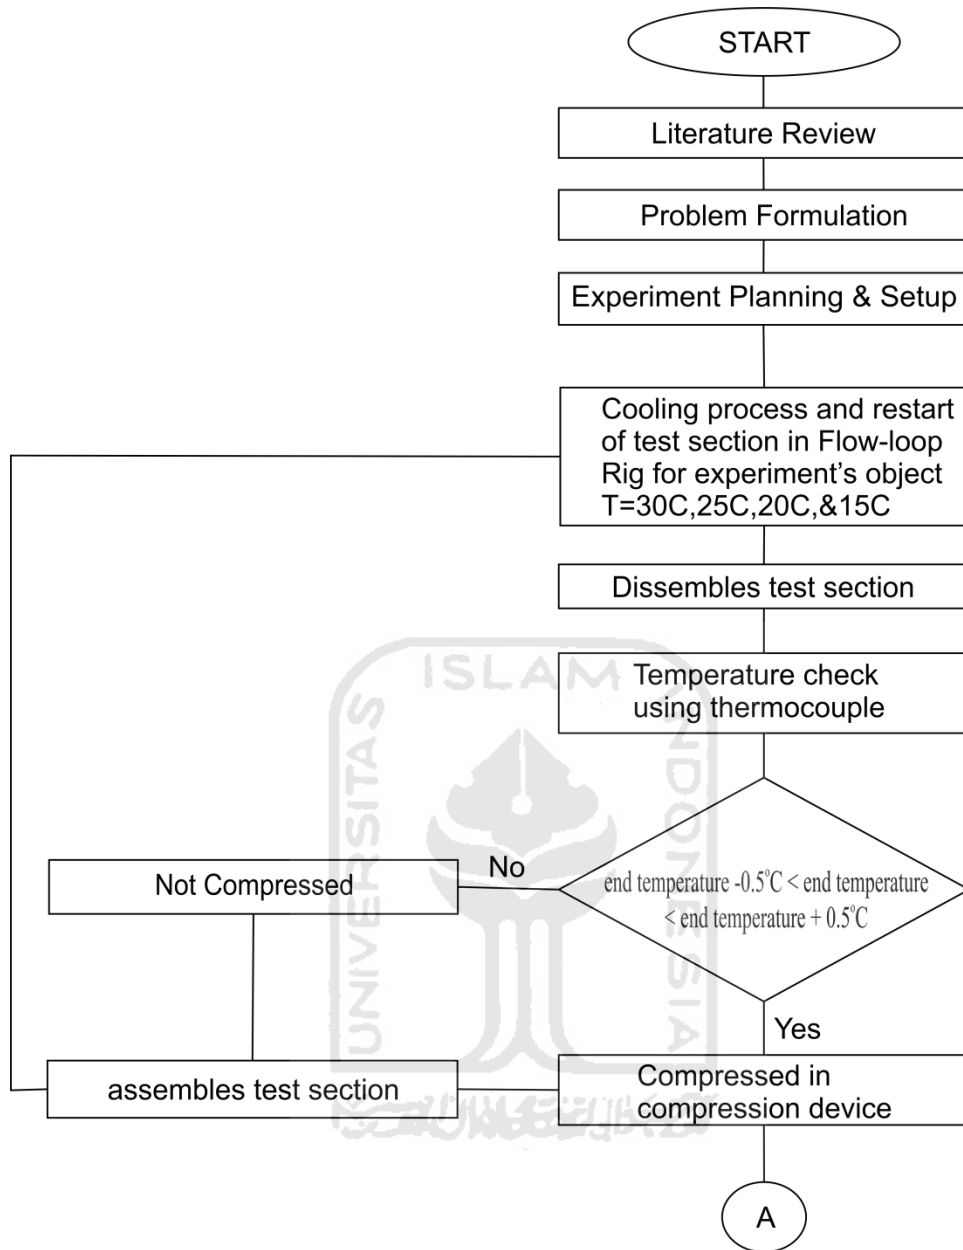 START
Literature Review
Problem Formulation
Experiment Planning & Setup
Cooling process and restart
of test section in Flow-loop
Rig for experiment's object
T=30C,25C,20C,&15C
Dissembles test section
Temperature check
using thermocouple
end temperature -0.5°C < end temperature
< end temperature + 0.5°C
No
Not Compressed
Yes
Compressed in
compression device
assembles test section
A
UNIVERSITAS
ISLAM
INDONESIA